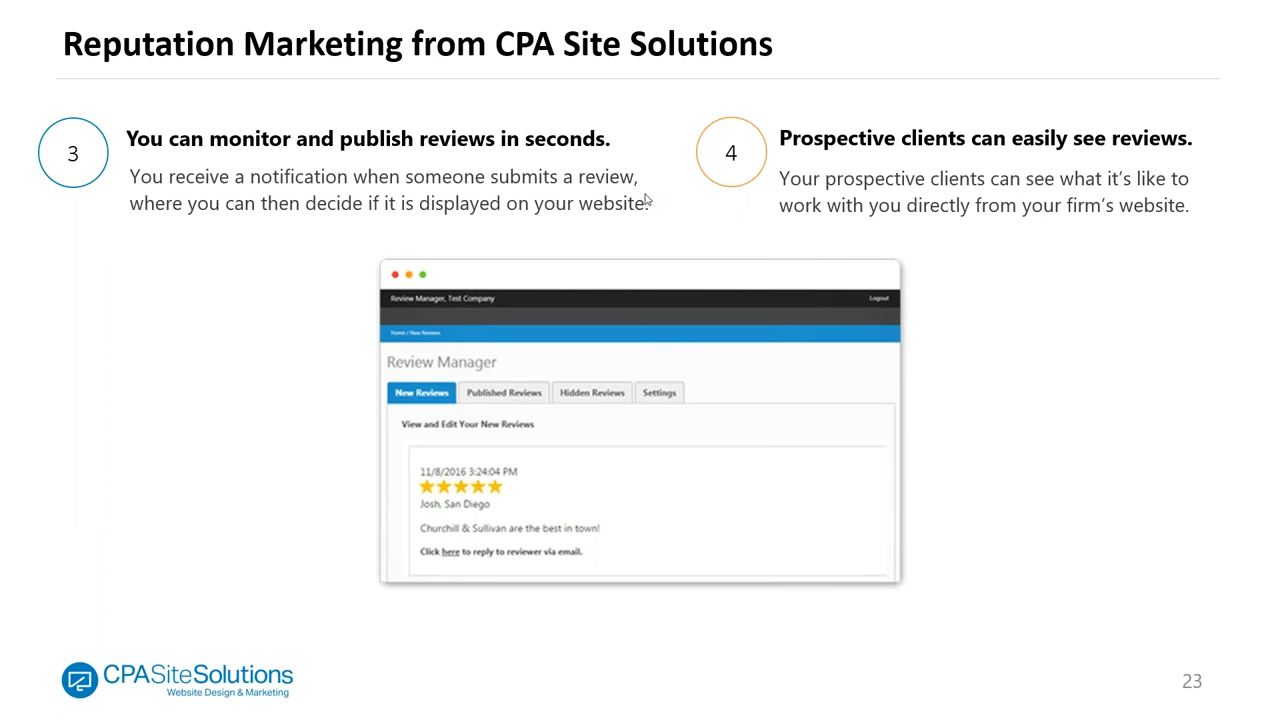 Reputation Marketing from CPA Site Solutions
3
You can monitor and publish reviews in seconds.
You receive a notification when someone submits a review,
where you can then decide if it is displayed on your website.
4
Prospective clients can easily see reviews.
Your prospective clients can see what it’s like to
work with you directly from your firm’s website.
Review Manager, Test Company
Logout
Home / New Reviews
Review Manager
New Reviews
Published Reviews
Hidden Reviews
Settings
View and Edit Your New Reviews
11/8/2016 3:24:04 PM
Josh, San Diego
Churchill & Sullivan are the best in town!
Click here to reply to reviewer via email.
CPASiteSolutions
Website Design & Marketing
23